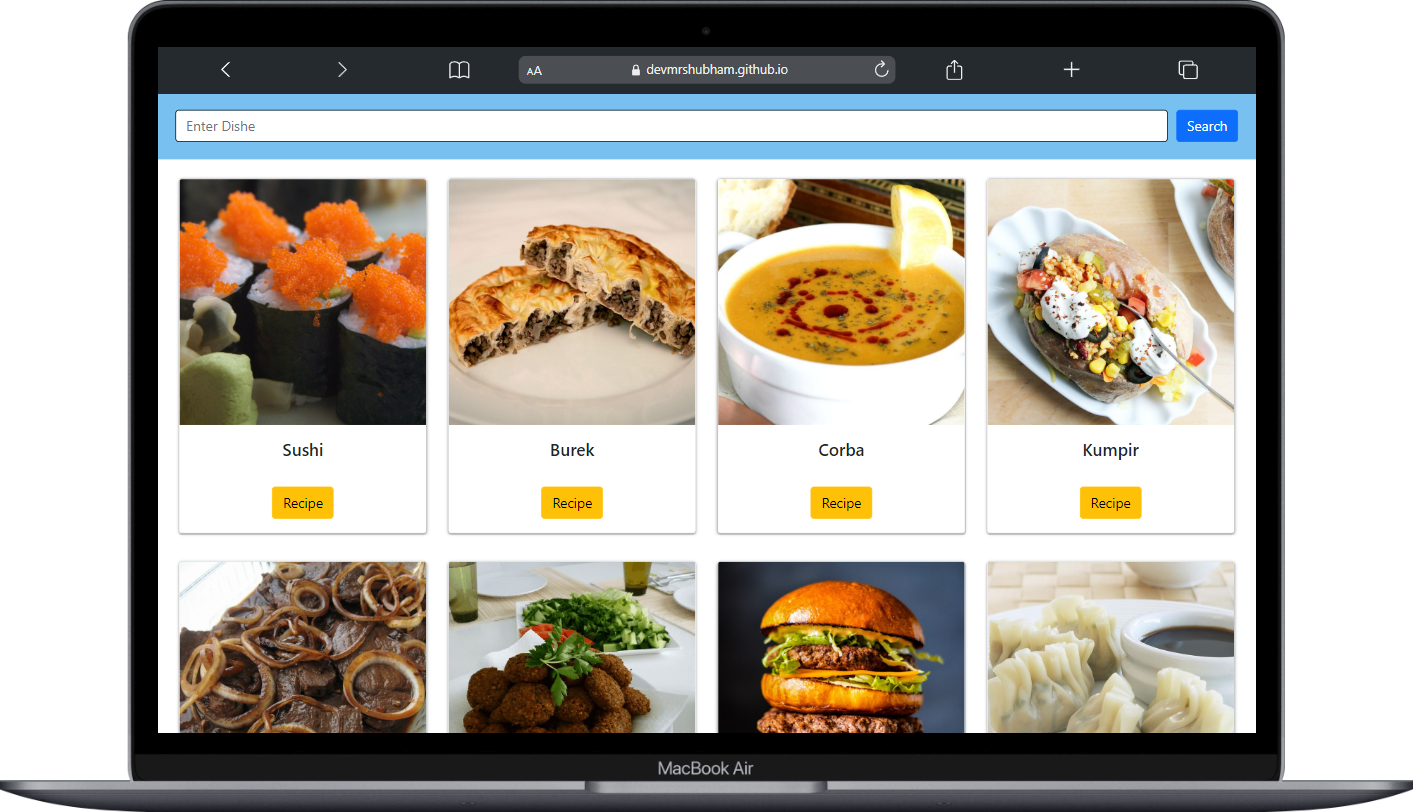 AA
devmrshubham.github.io
Enter Dishe
Search
Sushi
Burek
Corba
Kumpir
Recipe
Recipe
Recipe
Recipe
MacBook Air